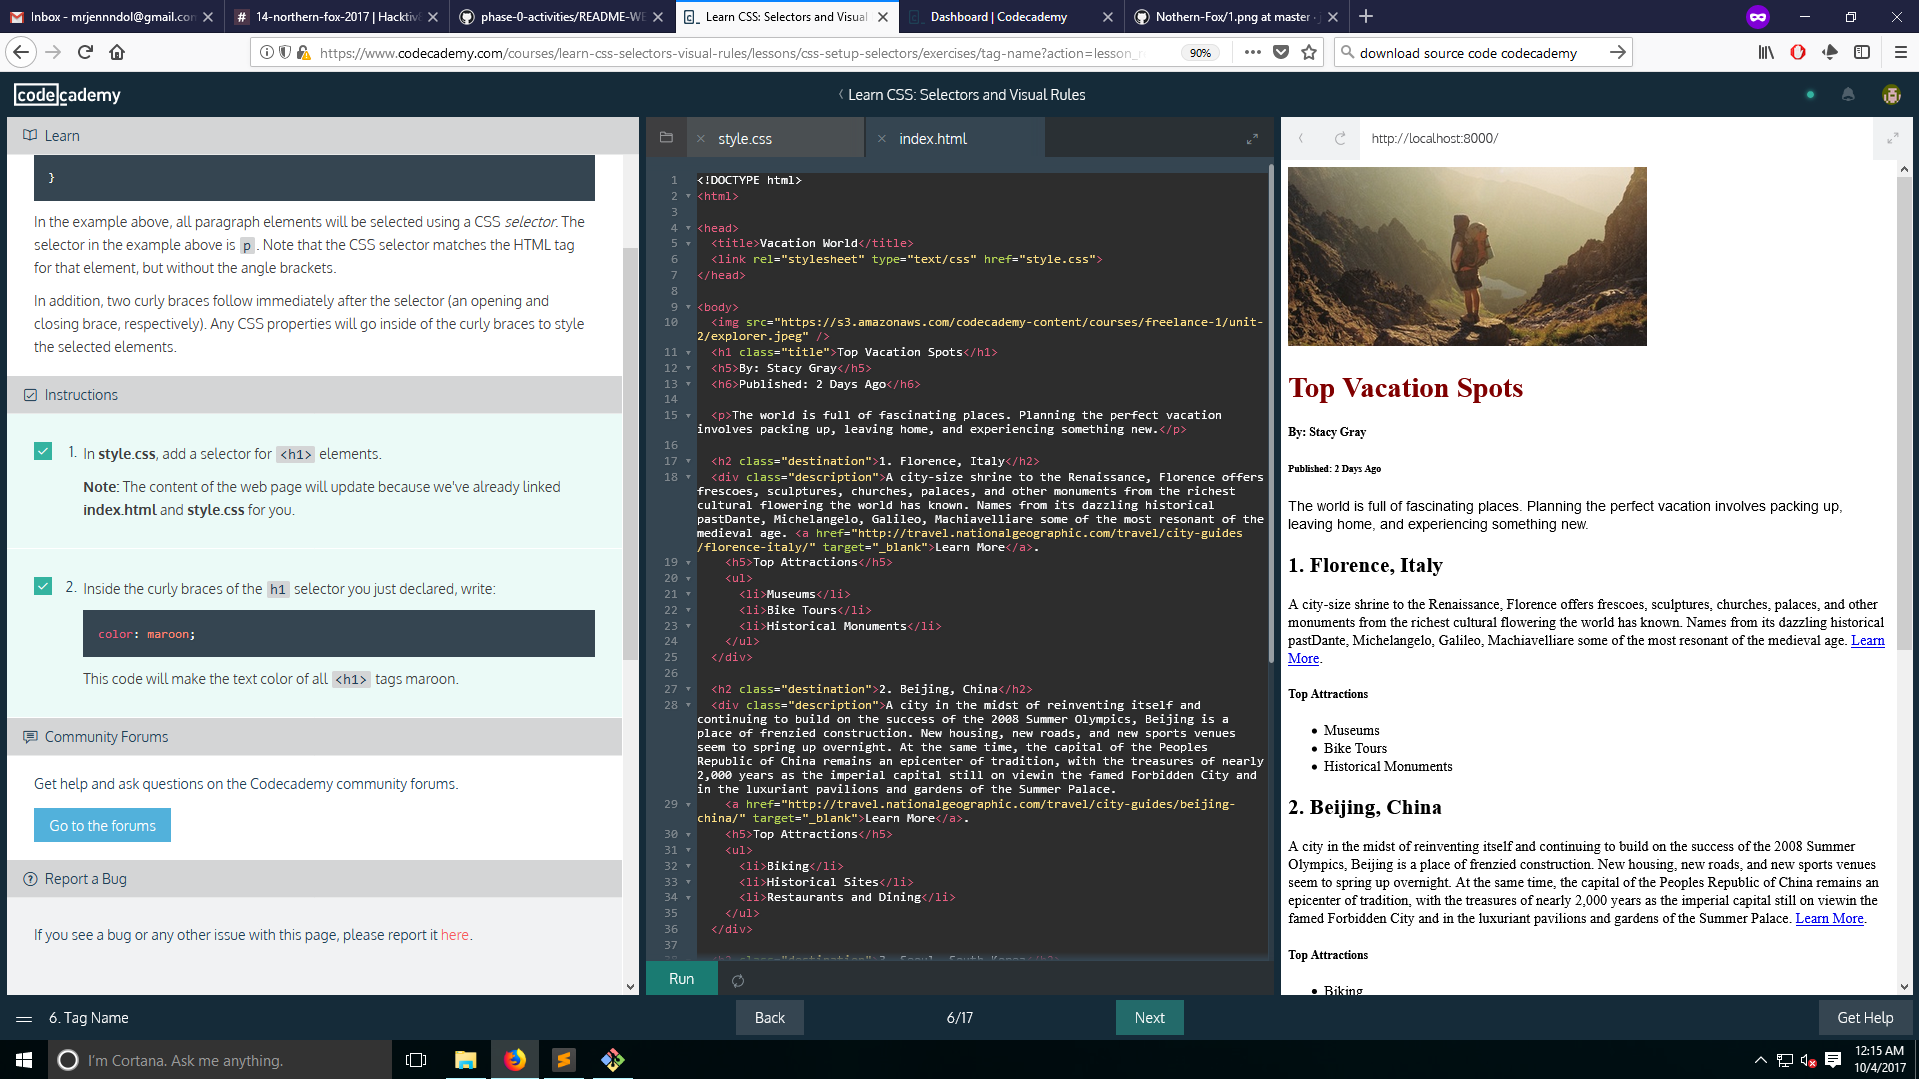 Inbox - mrjennndol@gmail.con
14-northern-fox-2017 | Hacktiv8
phase-0-activities/README-WE
Learn CSS: Selectors and Visual
Dashboard | Codecademy
Nothern-Fox/1.png at master ·
https://www.codecademy.com/courses/learn-css-selectors-visual-rules/lessons/css-setup-selectors/exercises/tag-name?action=lesson_n
90%
download source code codecademy
codecademy
Learn CSS: Selectors and Visual Rules
Learn
}
In the example above, all paragraph elements will be selected using a CSS selector. The
selector in the example above is p . Note that the CSS selector matches the HTML tag
for that element, but without the angle brackets.
In addition, two curly braces follow immediately after the selector (an opening and
closing brace, respectively). Any CSS properties will go inside of the curly braces to style
the selected elements.
Instructions
1. In style.css, add a selector for <h1> elements.
Note: The content of the web page will update because we've already linked
index.html and style.css for you.
2. Inside the curly braces of the h1 selector you just declared, write:
color: maroon;
This code will make the text color of all <h1> tags maroon.
Community Forums
Get help and ask questions on the Codecademy community forums.
Go to the forums
Report a Bug
If you see a bug or any other issue with this page, please report it here.
style.css
index.html
1 <!DOCTYPE html>
2 <html>
3
4 <head>
5 <title>Vacation World</title>
6 <link rel="stylesheet" type="text/css" href="style.css">
7 </head>
8
9 <body>
10 <img src="https://s3.amazonaws.com/codecademy-content/courses/freelance-1/unit-
2/explorer.jpeg" />
11 <h1 class="title">Top Vacation Spots</h1>
12 <h5>By: Stacy Gray</h5>
13 <h6>Published: 2 Days Ago</h6>
14
15 <p>The world is full of fascinating places. Planning the perfect vacation
involves packing up, leaving home, and experiencing something new.</p>
16
17 <h2 class="destination">1. Florence, Italy</h2>
18 <div class="description">A city-size shrine to the Renaissance, Florence offers
frescoes, sculptures, churches, palaces, and other monuments from the richest
cultural flowering the world has known. Names from its dazzling historical
pastDante, Michelangelo, Galileo, Machiavelliare some of the most resonant of the
medieval age. <a href="http://travel.nationalgeographic.com/travel/city-guides
/florence-italy/" target="_blank">Learn More</a>.
19 <h5>Top Attractions</h5>
20 <ul>
21 <li>Museums</li>
22 <li>Bike Tours</li>
23 <li>Historical Monuments</li>
24 </ul>
25 </div>
26
27 <h2 class="destination">2. Beijing, China</h2>
28 <div class="description">A city in the midst of reinventing itself and
continuing to build on the success of the 2008 Summer Olympics, Beijing is a
place of frenzied construction. New housing, new roads, and new sports venues
seem to spring up overnight. At the same time, the capital of the Peoples
Republic of China remains an epicenter of tradition, with the treasures of nearly
2,000 years as the imperial capital still on viewin the famed Forbidden City and
in the luxuriant pavilions and gardens of the Summer Palace.
29 <a href="http://travel.nationalgeographic.com/travel/city-guides/beijing-
china/" target="_blank">Learn More</a>.
30 <h5>Top Attractions</h5>
31 <ul>
32 <li>Biking</li>
33 <li>Historical Sites</li>
34 <li>Restaurants and Dining</li>
35 </ul>
36 </div>
37
38 <h2 class="destination">3. Seoul, South Korea</h2>
Run
http://localhost:8000/
Top Vacation Spots
By: Stacy Gray
Published: 2 Days Ago
The world is full of fascinating places. Planning the perfect vacation involves packing up,
leaving home, and experiencing something new.
1. Florence, Italy
A city-size shrine to the Renaissance, Florence offers frescoes, sculptures, churches, palaces, and other
monuments from the richest cultural flowering the world has known. Names from its dazzling historical
pastDante, Michelangelo, Galileo, Machiavelliare some of the most resonant of the medieval age. Learn
More.
Top Attractions
Museums
Bike Tours
Historical Monuments
2. Beijing, China
A city in the midst of reinventing itself and continuing to build on the success of the 2008 Summer
Olympics, Beijing is a place of frenzied construction. New housing, new roads, and new sports venues
seem to spring up overnight. At the same time, the capital of the Peoples Republic of China remains an
epicenter of tradition, with the treasures of nearly 2,000 years as the imperial capital still on viewin the
famed Forbidden City and in the luxuriant pavilions and gardens of the Summer Palace. Learn More.
Top Attractions
Biking
6. Tag Name
Back
6/17
Next
Get Help
I'm Cortana. Ask me anything.
12:15 AM
10/4/2017